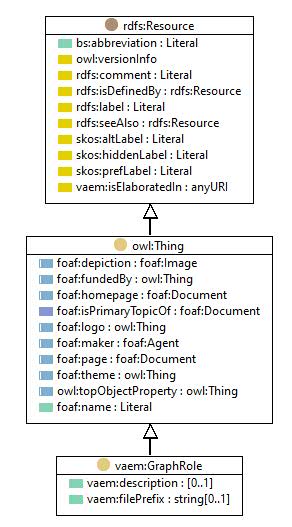 rdfs:Resource
bs:abbreviation : Literal
owl:versionInfo
rdfs:comment : Literal
rdfs:isDefinedBy : rdfs:Resource
rdfs:label : Literal
rdfs:seeAlso : rdfs:Resource
skos:altLabel : Literal
skos:hiddenLabel : Literal
skos:prefLabel : Literal
vaem:isElaboratedIn : anyURI
owl:Thing
foaf:depiction : foaf:Image
foaf:fundedBy : owl:Thing
foaf:homepage : foaf:Document
foaf:isPrimaryTopicOf : foaf:Document
foaf:logo : owl:Thing
foaf:maker : foaf:Agent
foaf:page : foaf:Document
foaf:theme : owl:Thing
owl:topObjectProperty : owl:Thing
foaf:name : Literal
vaem:GraphRole
vaem:description : [0..1]
vaem:filePrefix : string[0..1]